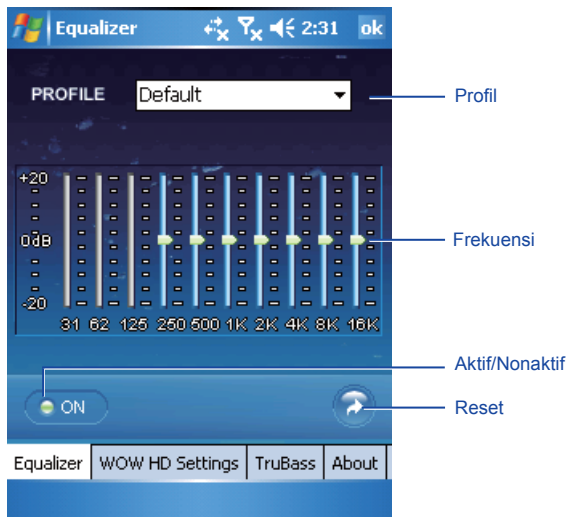 Equalizer 2:31 ok
PROFILE Default
Profil
+20
0dB
Frekuensi
-20
31 62 125 250 500 1K 2K 4K 8K 16K
Aktif/Nonaktif
ON
Reset
Equalizer WOW HD Settings TruBass About